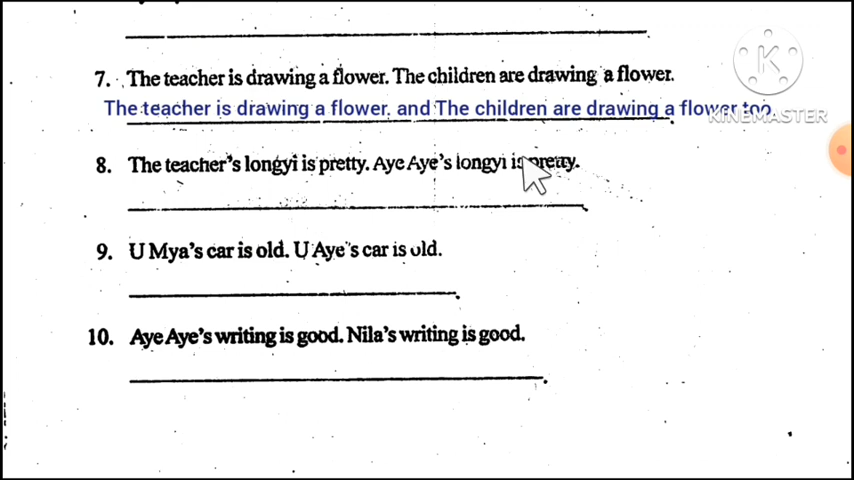 7. The teacher is drawing a flower. The children are drawing a flower.
The teacher is drawing a flower. and The children are drawing a flower too.
KINEMASTER
8. The teacher's longyi is pretty. Aye Aye's longyi is pretty.
9. U Mya's car is old. U Aye's car is old.
10. Aye Aye's writing is good. Nila's writing is good.